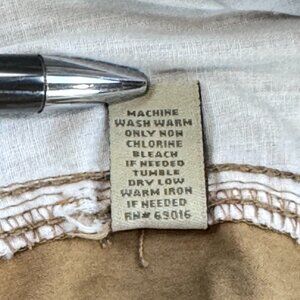 MACHINE
WASH WARM
ONLY NON
CHLORINE
BLEACH
IF NEEDED
TUMBLE
DRY LOW
WARM IRON
IF NEEDED
RN# 69016